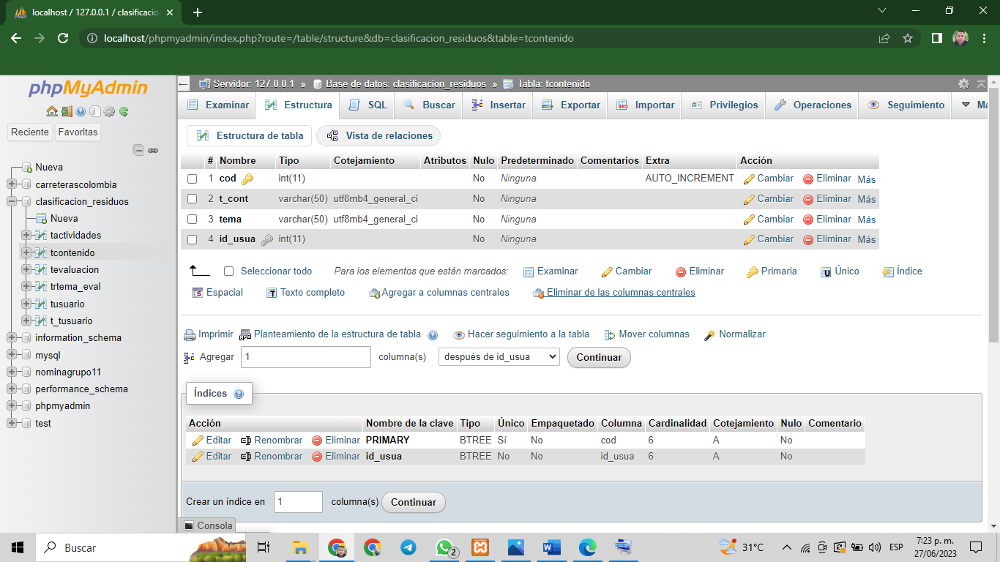 localhost / 127.0.0.1 / clasificacio
localhost/phpmyadmin/index.php?route=/table/structure&db=clasificacion_residuos&table=tcontenido
phpMyAdmin
Reciente Favoritas
Nueva
carreterascolombia
clasificacion_residuos
Nueva
tactividades
tcontenido
tevaluacion
trtema_eval
tusuario
t_tusuario
information_schema
mysql
nominagrupo11
performance_schema
phpmyadmin
test
Servidor: 127.0.0.1 » Base de datos: clasificacion_residuos » Tabla: tcontenido
Examinar Estructura SQL Buscar Insertar Exportar Importar Privilegios Operaciones Seguimiento Má
Estructura de tabla Vista de relaciones
# Nombre Tipo Cotejamiento Atributos Nulo Predeterminado Comentarios Extra Acción
1 cod int(11) No Ninguna AUTO_INCREMENT Cambiar Eliminar Más
2 t_cont varchar(50) utf8mb4_general_ci No Ninguna Cambiar Eliminar Más
3 tema varchar(50) utf8mb4_general_ci No Ninguna Cambiar Eliminar Más
4 id_usua int(11) No Ninguna Cambiar Eliminar Más
Seleccionar todo Para los elementos que están marcados: Examinar Cambiar Eliminar Primaria Único Índice
Espacial Texto completo Agregar a columnas centrales Eliminar de las columnas centrales
Imprimir Planteamiento de la estructura de tabla Hacer seguimiento a la tabla Mover columnas Normalizar
Agregar 1 columna(s) después de id_usua Continuar
Índices
Acción Nombre de la clave Tipo Único Empaquetado Columna Cardinalidad Cotejamiento Nulo Comentario
Editar Renombrar Eliminar PRIMARY BTREE Sí No cod 6 A No
Editar Renombrar Eliminar id_usua BTREE No No id_usua 6 A No
Crear un índice en 1 columna(s) Continuar
Consola
Buscar
2
31°C
ESP
7:23 p. m.
27/06/2023